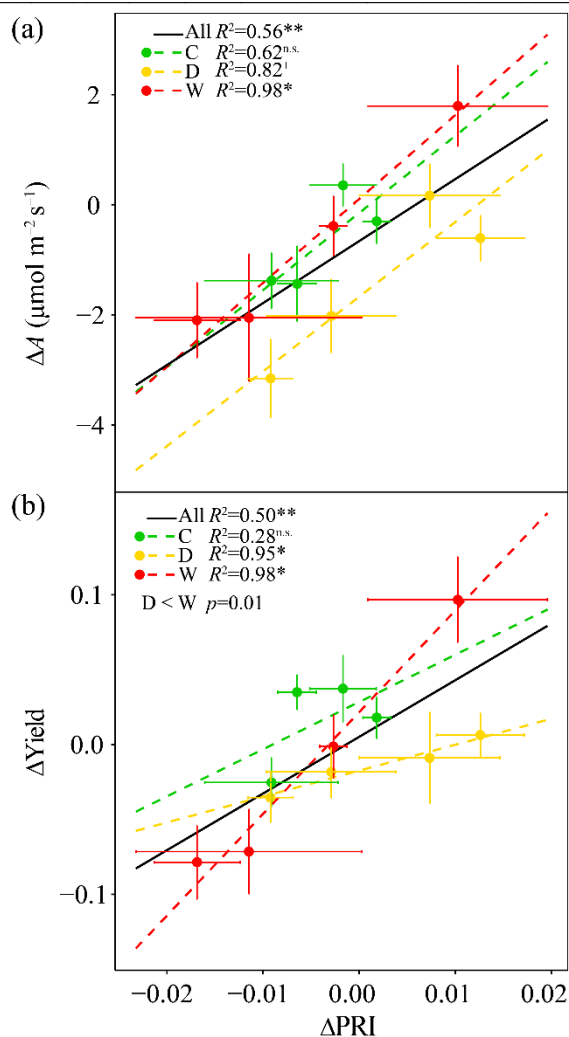 (a)
All R²=0.56**
C R²=0.62ⁿ·ˢ·
D R²=0.82⁺
W R²=0.98*
2
0
−2
−4
ΔA (μmol m⁻² s⁻¹)
(b)
All R²=0.50**
C R²=0.28ⁿ·ˢ·
D R²=0.95*
W R²=0.98*
D < W p=0.01
0.1
0.0
−0.1
ΔYield
−0.02 −0.01 0.00 0.01 0.02
ΔPRI